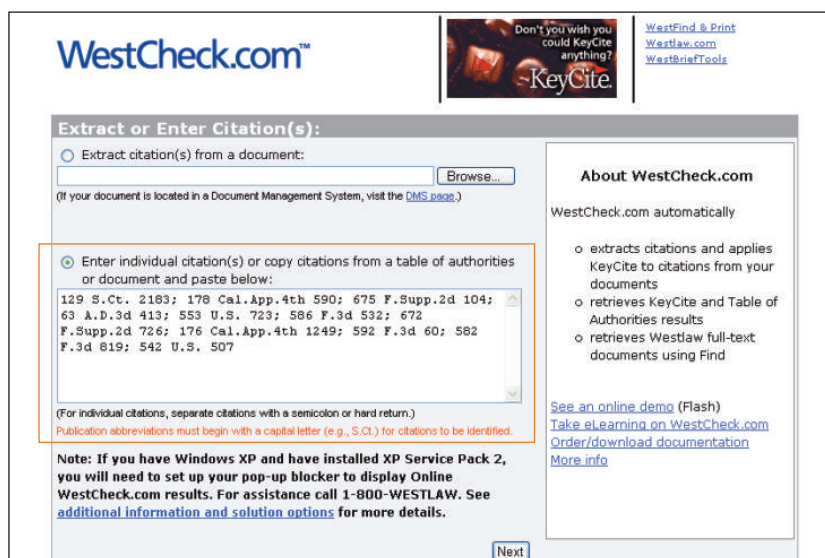 WestCheck.com™
Don't you wish you
could KeyCite
anything?
KeyCite.
WestFind & Print
Westlaw.com
WestBriefTools
Extract or Enter Citation(s):
Extract citation(s) from a document:
Browse...
(If your document is located in a Document Management System, visit the DMS page.)
Enter individual citation(s) or copy citations from a table of authorities
or document and paste below:
129 S.Ct. 2183; 178 Cal.App.4th 590; 675 F.Supp.2d 104;
63 A.D.3d 413; 553 U.S. 723; 586 F.3d 532; 672
F.Supp.2d 726; 176 Cal.App.4th 1249; 592 F.3d 60; 582
F.3d 819; 542 U.S. 507
(For individual citations, separate citations with a semicolon or hard return.)
Publication abbreviations must begin with a capital letter (e.g., S.Ct.) for citations to be identified.
Note: If you have Windows XP and have installed XP Service Pack 2,
you will need to set up your pop-up blocker to display Online
WestCheck.com results. For assistance call 1-800-WESTLAW. See
additional information and solution options for more details.
Next
About WestCheck.com
WestCheck.com automatically
extracts citations and applies
KeyCite to citations from your
documents
retrieves KeyCite and Table of
Authorities results
retrieves Westlaw full-text
documents using Find
See an online demo (Flash)
Take eLearning on WestCheck.com
Order/download documentation
More info